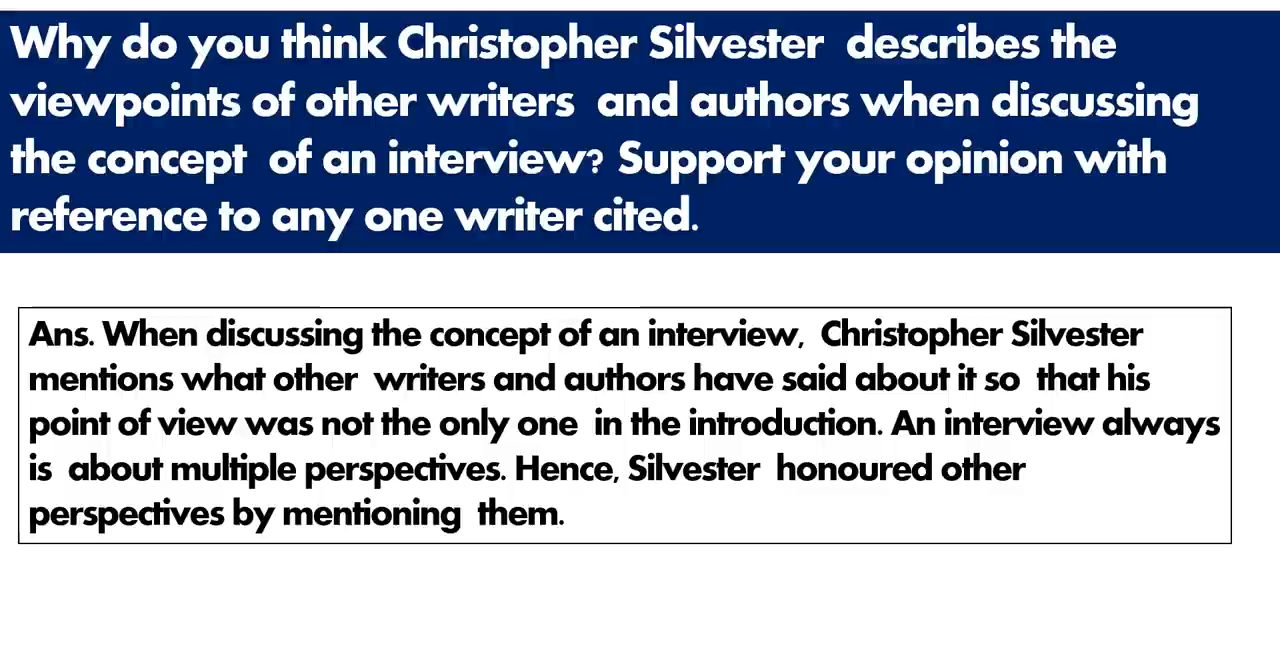 Why do you think Christopher Silvester describes the
viewpoints of other writers and authors when discussing
the concept of an interview? Support your opinion with
reference to any one writer cited.
Ans. When discussing the concept of an interview, Christopher Silvester
mentions what other writers and authors have said about it so that his
point of view was not the only one in the introduction. An interview always
is about multiple perspectives. Hence, Silvester honoured other
perspectives by mentioning them.